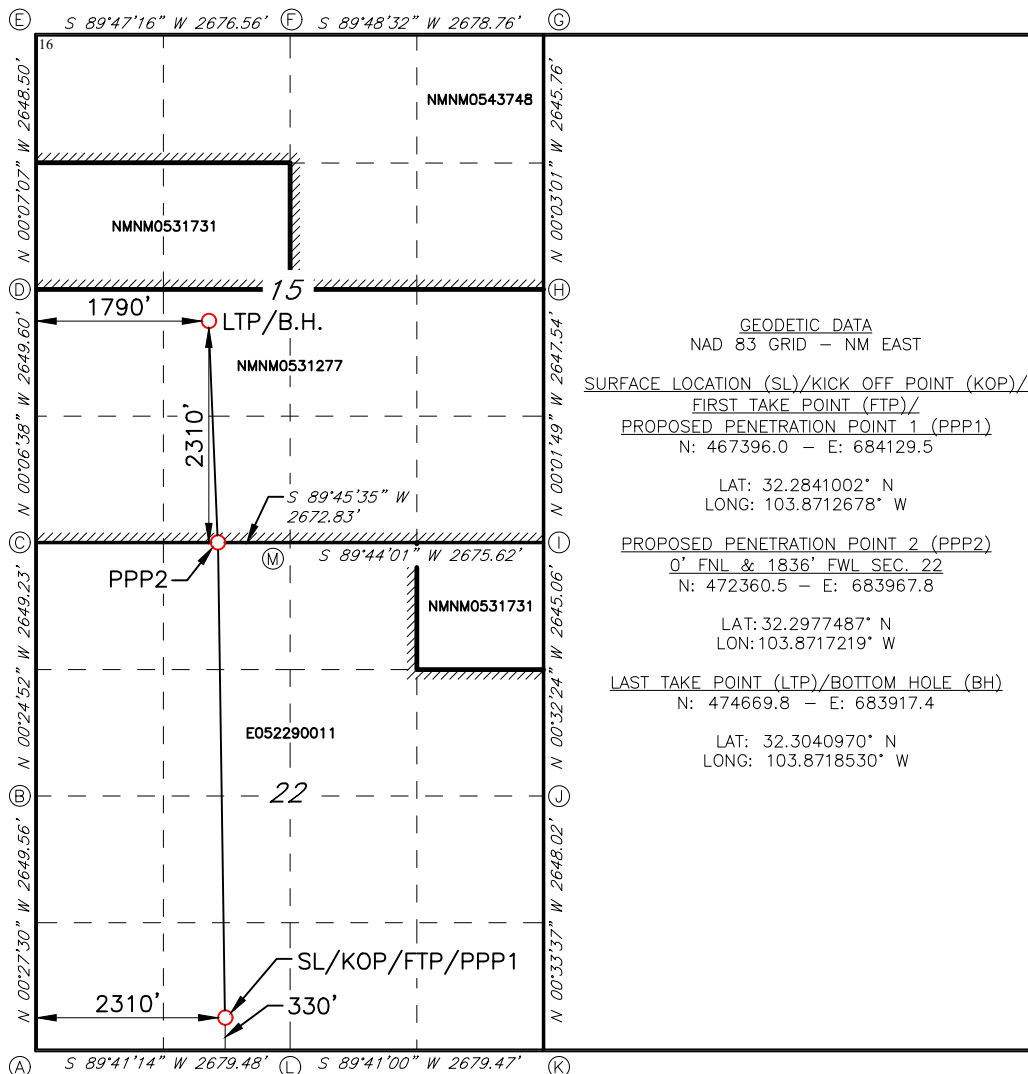 E S 89°47'16" W 2676.56' F S 89°48'32" W 2678.76' G
16
N 00°07'07" W 2648.50'
NMNM0543748
N 00°03'01" W 2645.76'
NMNM0531731
D 15 H
1790'
LTP/B.H.
NMNM0531277
N 00°06'38" W 2649.60'
2310'
N 00°01'49" W 2647.54'
S 89°45'35" W
2672.83'
C M S 89°44'01" W 2675.62' I
PPP2
NMNM0531731
N 00°24'52" W 2649.23'
N 00°32'24" W 2645.06'
E052290011
B 22 J
N 00°27'30" W 2649.56'
N 00°33'37" W 2648.02'
SL/KOP/FTP/PPP1
2310' 330'
A S 89°41'14" W 2679.48' L S 89°41'00" W 2679.47' K
GEODETIC DATA
NAD 83 GRID – NM EAST
SURFACE LOCATION (SL)/KICK OFF POINT (KOP)/
FIRST TAKE POINT (FTP)/
PROPOSED PENETRATION POINT 1 (PPP1)
N: 467396.0 – E: 684129.5
LAT: 32.2841002° N
LONG: 103.8712678° W
PROPOSED PENETRATION POINT 2 (PPP2)
0' FNL & 1836' FWL SEC. 22
N: 472360.5 – E: 683967.8
LAT: 32.2977487° N
LON: 103.8717219° W
LAST TAKE POINT (LTP)/BOTTOM HOLE (BH)
N: 474669.8 – E: 683917.4
LAT: 32.3040970° N
LONG: 103.8718530° W